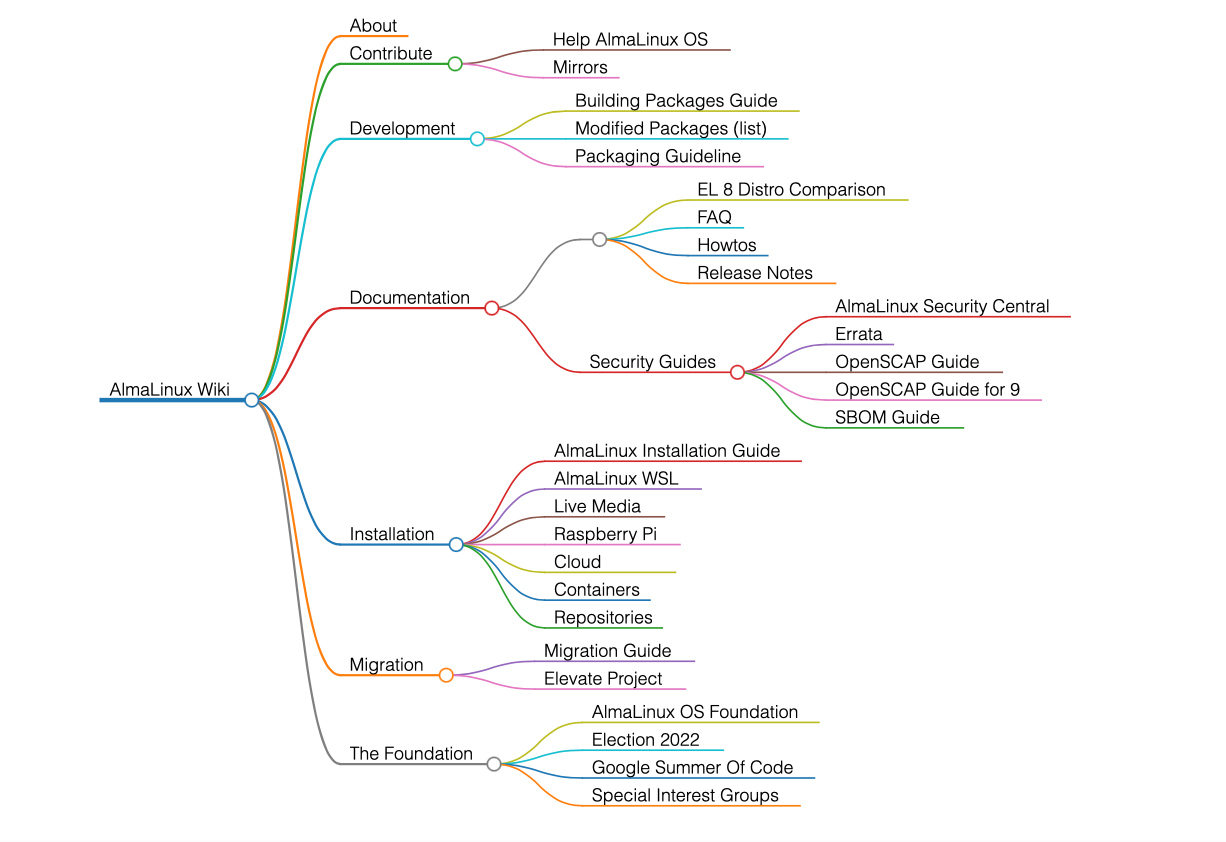 About
Contribute
Help AlmaLinux OS
Mirrors
Development
Building Packages Guide
Modified Packages (list)
Packaging Guideline
Documentation
EL 8 Distro Comparison
FAQ
Howtos
Release Notes
Security Guides
AlmaLinux Security Central
Errata
OpenSCAP Guide
OpenSCAP Guide for 9
SBOM Guide
AlmaLinux Wiki
Installation
AlmaLinux Installation Guide
AlmaLinux WSL
Live Media
Raspberry Pi
Cloud
Containers
Repositories
Migration
Migration Guide
Elevate Project
The Foundation
AlmaLinux OS Foundation
Election 2022
Google Summer Of Code
Special Interest Groups